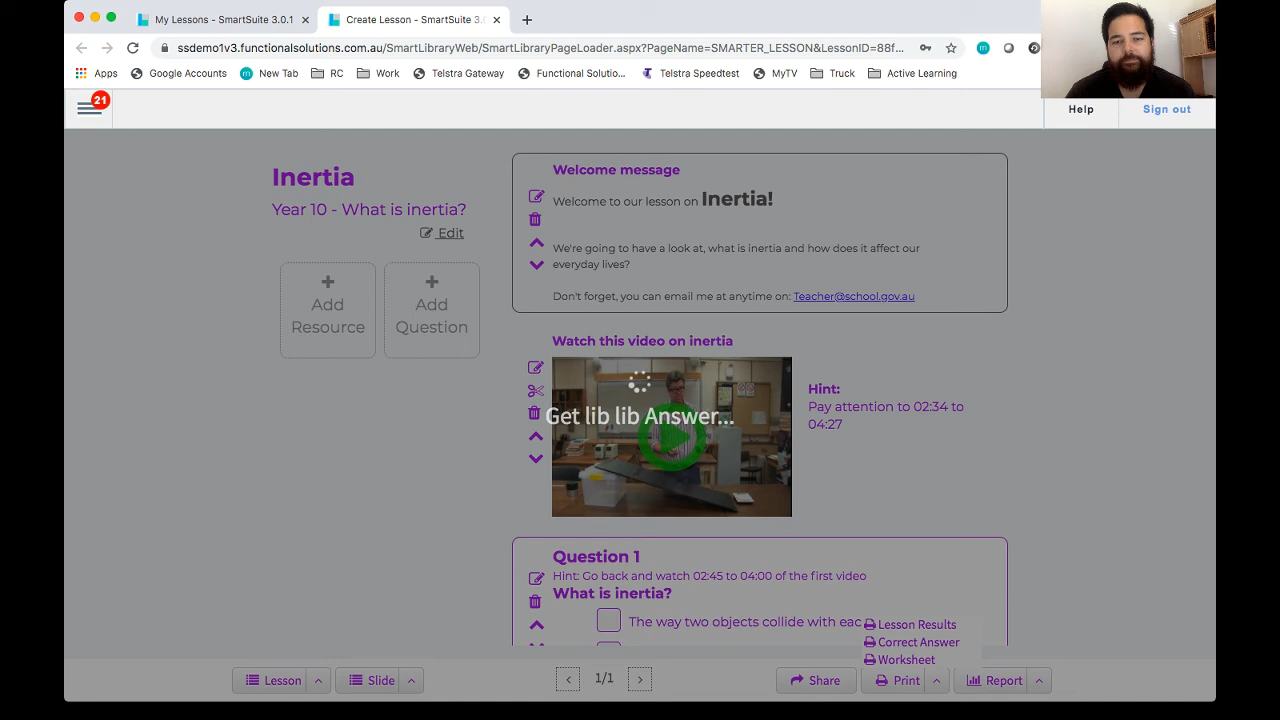 My Lessons - SmartSuite 3.0.1
Create Lesson - SmartSuite 3.0.
ssdemo1v3.functionalsolutions.com.au/SmartLibraryWeb/SmartLibraryPageLoader.aspx?PageName=SMARTER_LESSON&LessonID=88f...
Apps Google Accounts New Tab RC Work Telstra Gateway Functional Solutio... Telstra Speedtest MyTV Truck Active Learning
21
Help Sign out
Inertia
Year 10 - What is inertia?
Edit
+ Add Resource
+ Add Question
Welcome message
Welcome to our lesson on Inertia!
We're going to have a look at, what is inertia and how does it affect our
everyday lives?
Don't forget, you can email me at anytime on: Teacher@school.gov.au
Watch this video on inertia
Get lib lib Answer...
Hint:
Pay attention to 02:34 to
04:27
Question 1
Hint: Go back and watch 02:45 to 04:00 of the first video
What is inertia?
The way two objects collide with eac
Lesson Results
Correct Answer
Worksheet
Lesson Slide 1/1 Share Print Report